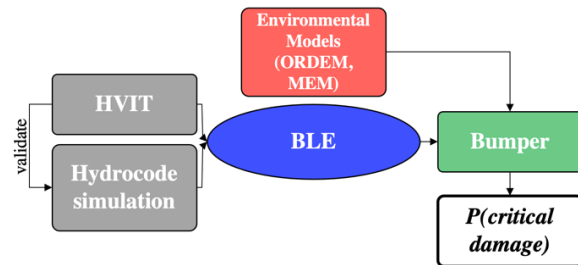 Environmental
Models
(ORDEM,
MEM)
HVIT
validate
Hydrocode
simulation
BLE
Bumper
P(critical
damage)